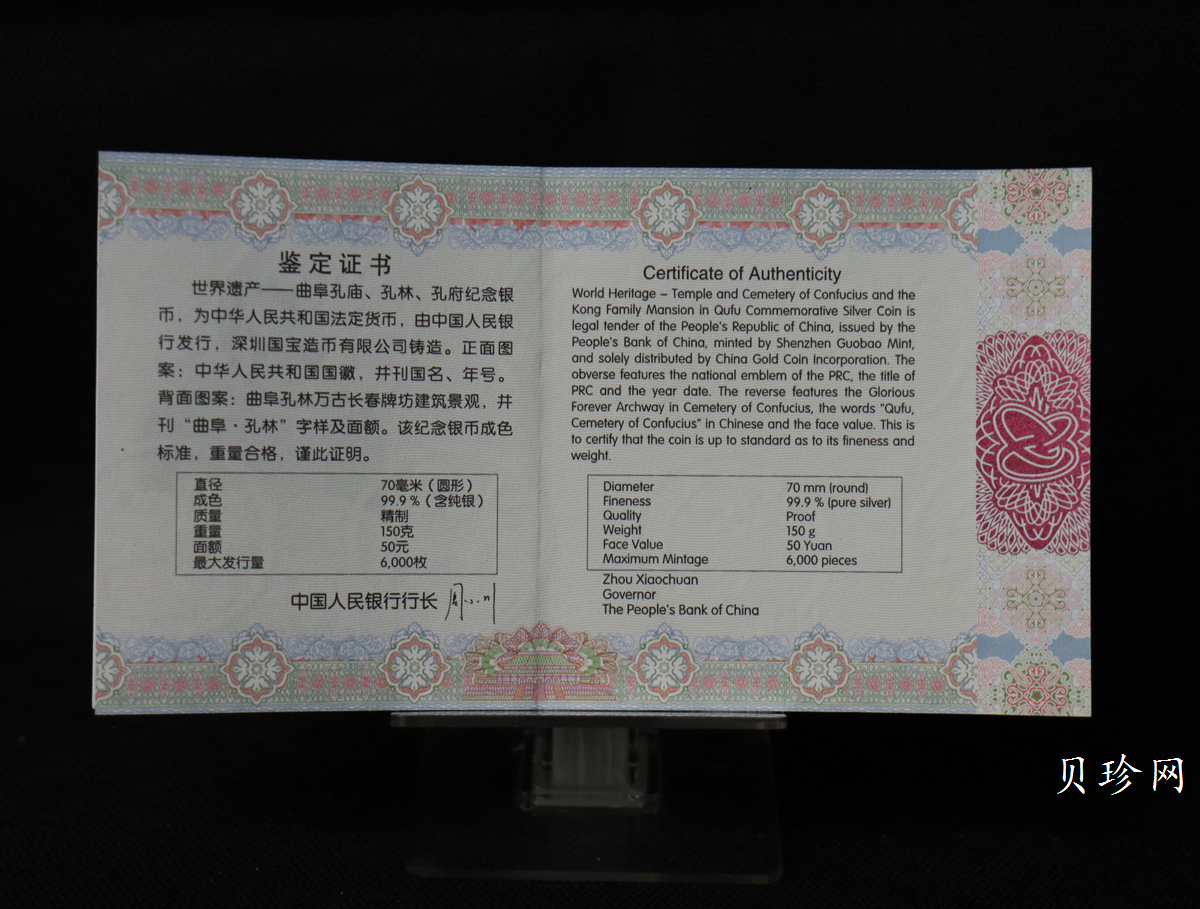 鉴定证书
世界遗产——曲阜孔庙、孔林、孔府纪念银
币，为中华人民共和国法定货币，由中国人民银
行发行，深圳国宝造币有限公司铸造。正面图
案：中华人民共和国国徽，并刊国名、年号。
背面图案：曲阜孔林万古长春牌坊建筑景观，并
刊“曲阜·孔林”字样及面额。该纪念银币成色
标准，重量合格，谨此证明。
直径 70毫米（圆形）
成色 99.9％（含纯银）
质量 精制
重量 150克
面额 50元
最大发行量 6,000枚
中国人民银行行长
Certificate of Authenticity
World Heritage – Temple and Cemetery of Confucius and the
Kong Family Mansion in Qufu Commemorative Silver Coin is
legal tender of the People's Republic of China, issued by the
People's Bank of China, minted by Shenzhen Guobao Mint,
and solely distributed by China Gold Coin Incorporation. The
obverse features the national emblem of the PRC, the title of
PRC and the year date. The reverse features the Glorious
Forever Archway in Cemetery of Confucius, the words "Qufu,
Cemetery of Confucius" in Chinese and the face value. This is
to certify that the coin is up to standard as to its fineness and
weight.
Diameter 70 mm (round)
Fineness 99.9 % (pure silver)
Quality Proof
Weight 150 g
Face Value 50 Yuan
Maximum Mintage 6,000 pieces
Zhou Xiaochuan
Governor
The People's Bank of China
贝珍网